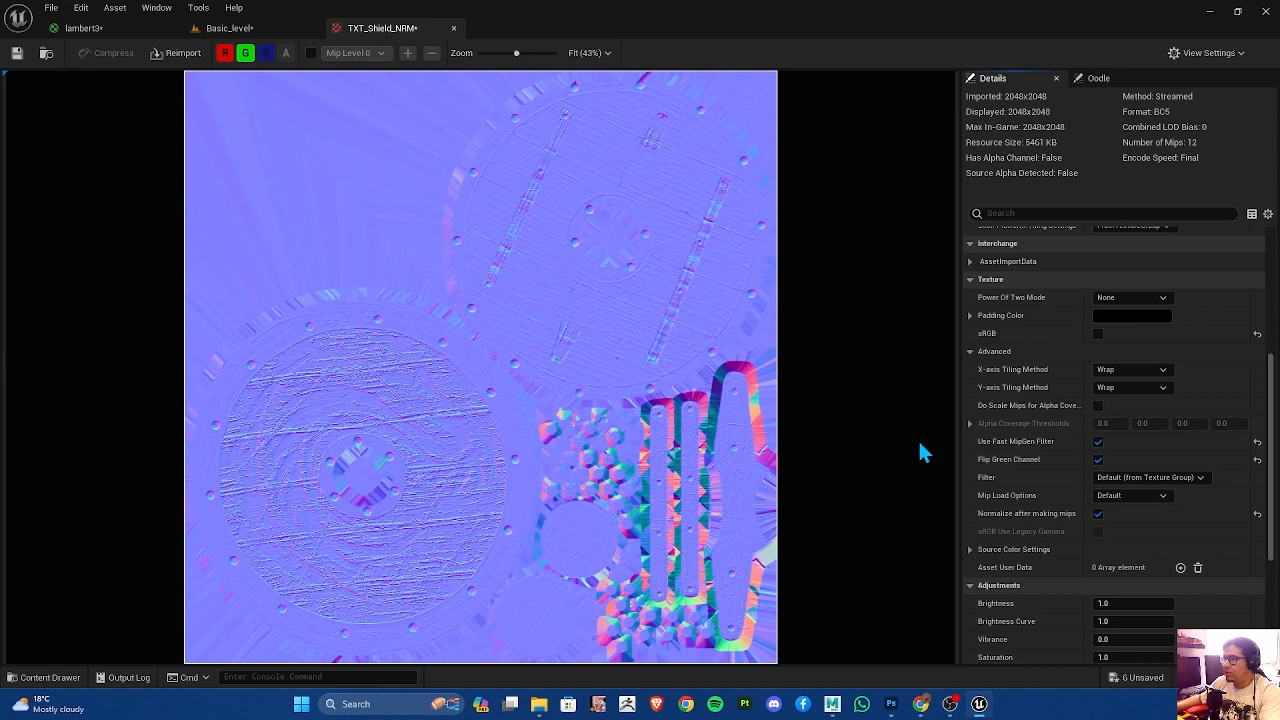 File Edit Asset Window Tools Help
lambert3* Basic_level* TXT_Shield_NRM*
Compress Reimport R G B A Mip Level 0 Zoom Fit (43%) View Settings
Details Oodle
Imported: 2048x2048 Method: Streamed
Displayed: 2048x2048 Format: BC5
Max In-Game: 2048x2048 Combined LOD Bias: 0
Resource Size: 5461 KB Number of Mips: 12
Has Alpha Channel: False Encode Speed: Final
Source Alpha Detected: False
Search
Interchange
AssetImportData
Texture
Power Of Two Mode None
Padding Color
sRGB
Advanced
X-axis Tiling Method Wrap
Y-axis Tiling Method Wrap
Do Scale Mips for Alpha Cove...
Alpha Coverage Thresholds 0.0 0.0 0.0 0.0
Use Fast MipGen Filter
Flip Green Channel
Filter Default (from Texture Group)
Mip Load Options Default
Normalize after making mips
sRGB Use Legacy Gamma
Source Color Settings
Asset User Data 0 Array element
Adjustments
Brightness 1.0
Brightness Curve 1.0
Vibrance 0.0
Saturation 1.0
Content Drawer Output Log Cmd Enter Console Command 6 Unsaved
18°C
Mostly cloudy
Search
Pt
Ps